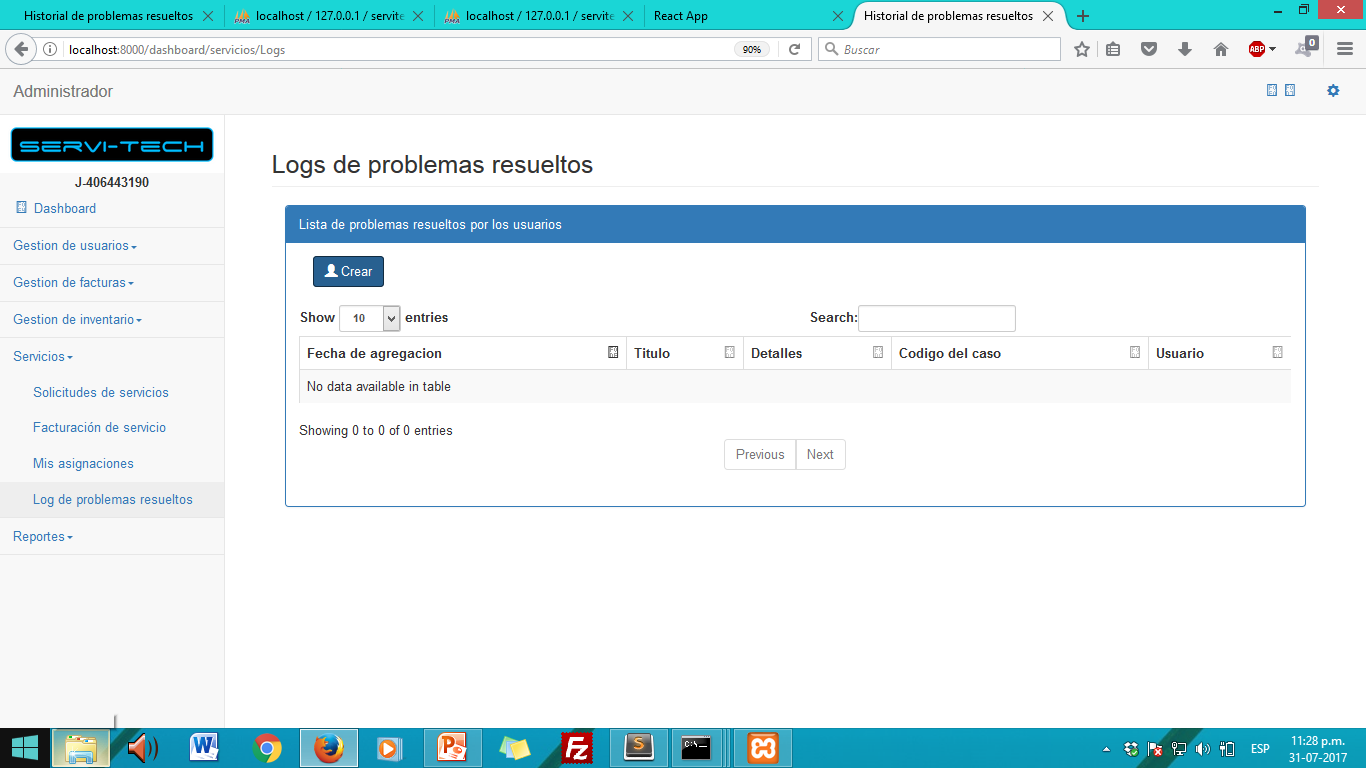 Historial de problemas resueltos
localhost / 127.0.0.1 / servite
localhost / 127.0.0.1 / servite
React App
Historial de problemas resueltos
localhost:8000/dashboard/servicios/Logs
90%
Buscar
ABP
0
Administrador
SERVI-TECH
J-406443190
Dashboard
Gestion de usuarios
Gestion de facturas
Gestion de inventario
Servicios
Solicitudes de servicios
Facturación de servicio
Mis asignaciones
Log de problemas resueltos
Reportes
Logs de problemas resueltos
Lista de problemas resueltos por los usuarios
Crear
Show 10 entries
Search:
Fecha de agregacion Titulo Detalles Codigo del caso Usuario
No data available in table
Showing 0 to 0 of 0 entries
Previous Next
ESP
11:28 p.m.
31-07-2017